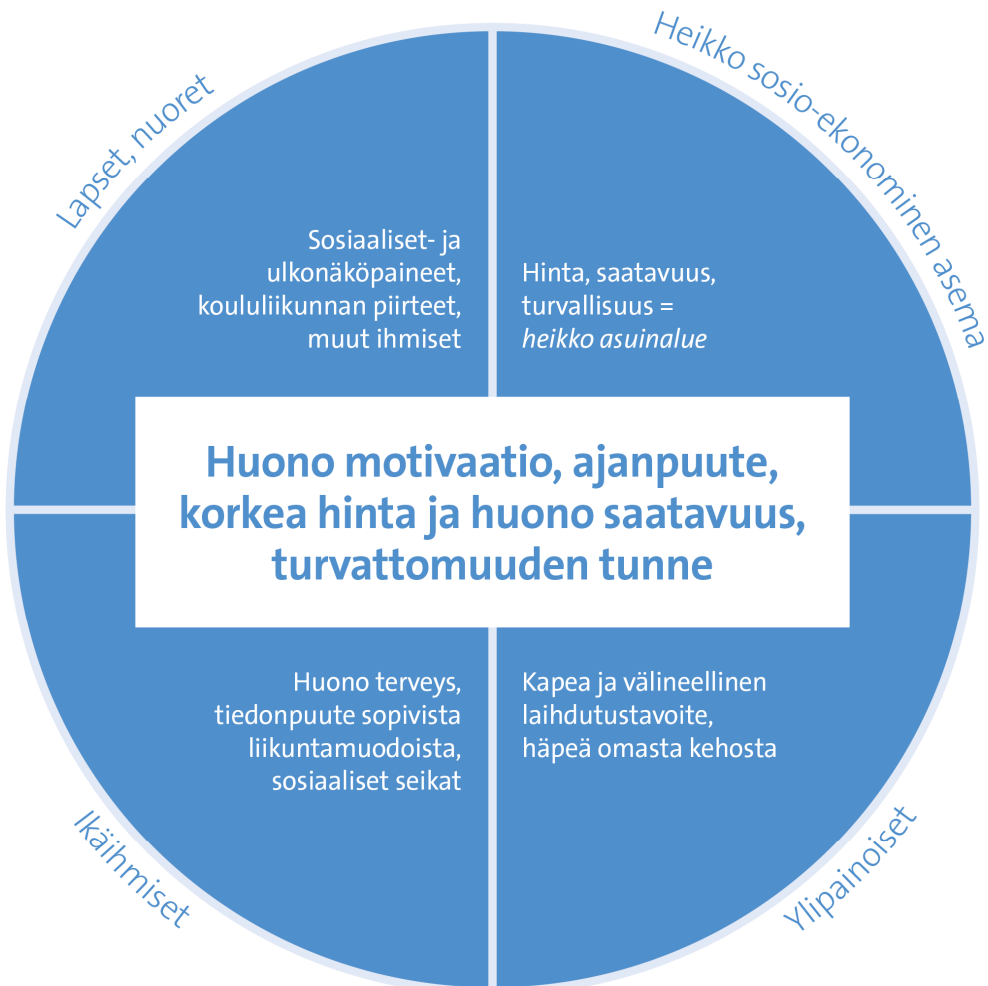 Lapset, nuoret
Heikko sosio-ekonominen asema
Sosiaaliset- ja
ulkonäköpaineet,
koululiikunnan piirteet,
muut ihmiset
Hinta, saatavuus,
turvallisuus =
heikko asuinalue
Huono motivaatio, ajanpuute,
korkea hinta ja huono saatavuus,
turvattomuuden tunne
Huono terveys,
tiedonpuute sopivista
liikuntamuodoista,
sosiaaliset seikat
Kapea ja välineellinen
laihdutustavoite,
häpeä omasta kehosta
Ikäihmiset
Ylipainoiset